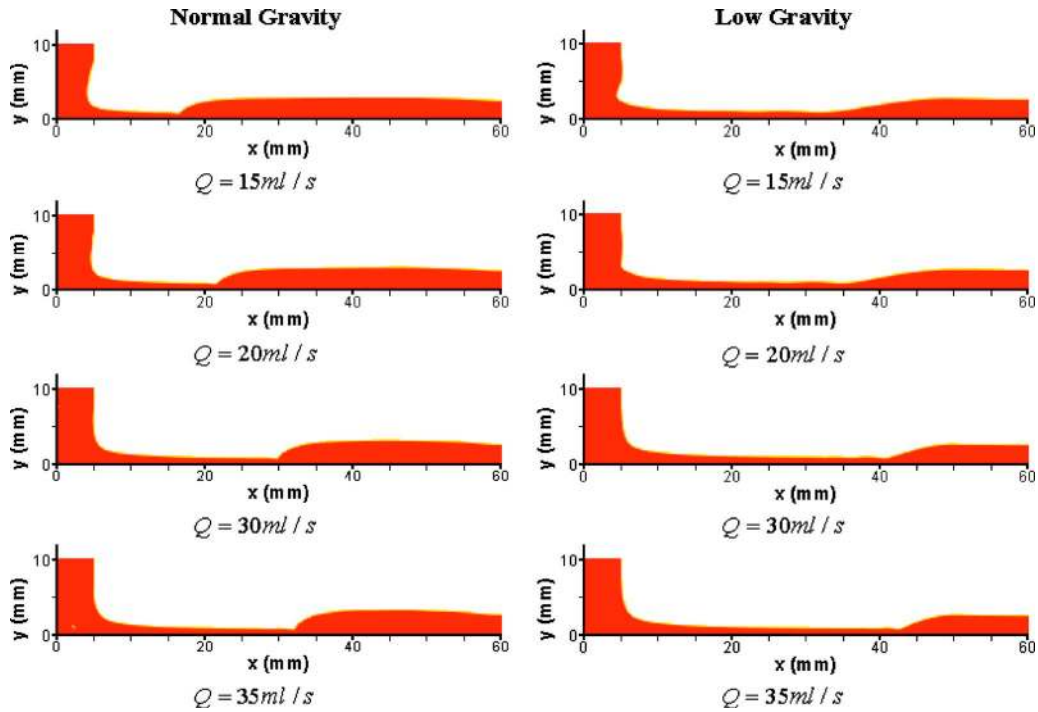 Normal Gravity
Low Gravity
10
0
y (mm)
0 20 40 60
x (mm)
Q = 15ml / s
10
0
y (mm)
0 20 40 60
x (mm)
Q = 15ml / s
10
0
y (mm)
0 20 40 60
x (mm)
Q = 20ml / s
10
0
y (mm)
0 20 40 60
x (mm)
Q = 20ml / s
10
0
y (mm)
0 20 40 60
x (mm)
Q = 30ml / s
10
0
y (mm)
0 20 40 60
x (mm)
Q = 30ml / s
10
0
y (mm)
0 20 40 60
x (mm)
Q = 35ml / s
10
0
y (mm)
0 20 40 60
x (mm)
Q = 35ml / s